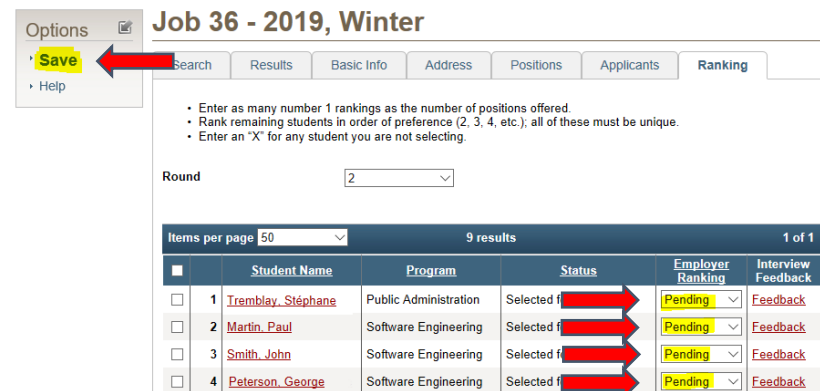 Options
Save
Help
Job 36 - 2019, Winter
Search Results Basic Info Address Positions Applicants Ranking
• Enter as many number 1 rankings as the number of positions offered.
• Rank remaining students in order of preference (2, 3, 4, etc.); all of these must be unique.
• Enter an “X” for any student you are not selecting.
Round 2
Items per page 50 9 results 1 of 1
Student Name Program Status Employer Ranking Interview Feedback
1 Tremblay, Stéphane Public Administration Selected Pending Feedback
2 Martin, Paul Software Engineering Selected Pending Feedback
3 Smith, John Software Engineering Selected Pending Feedback
4 Peterson, George Software Engineering Selected Pending Feedback